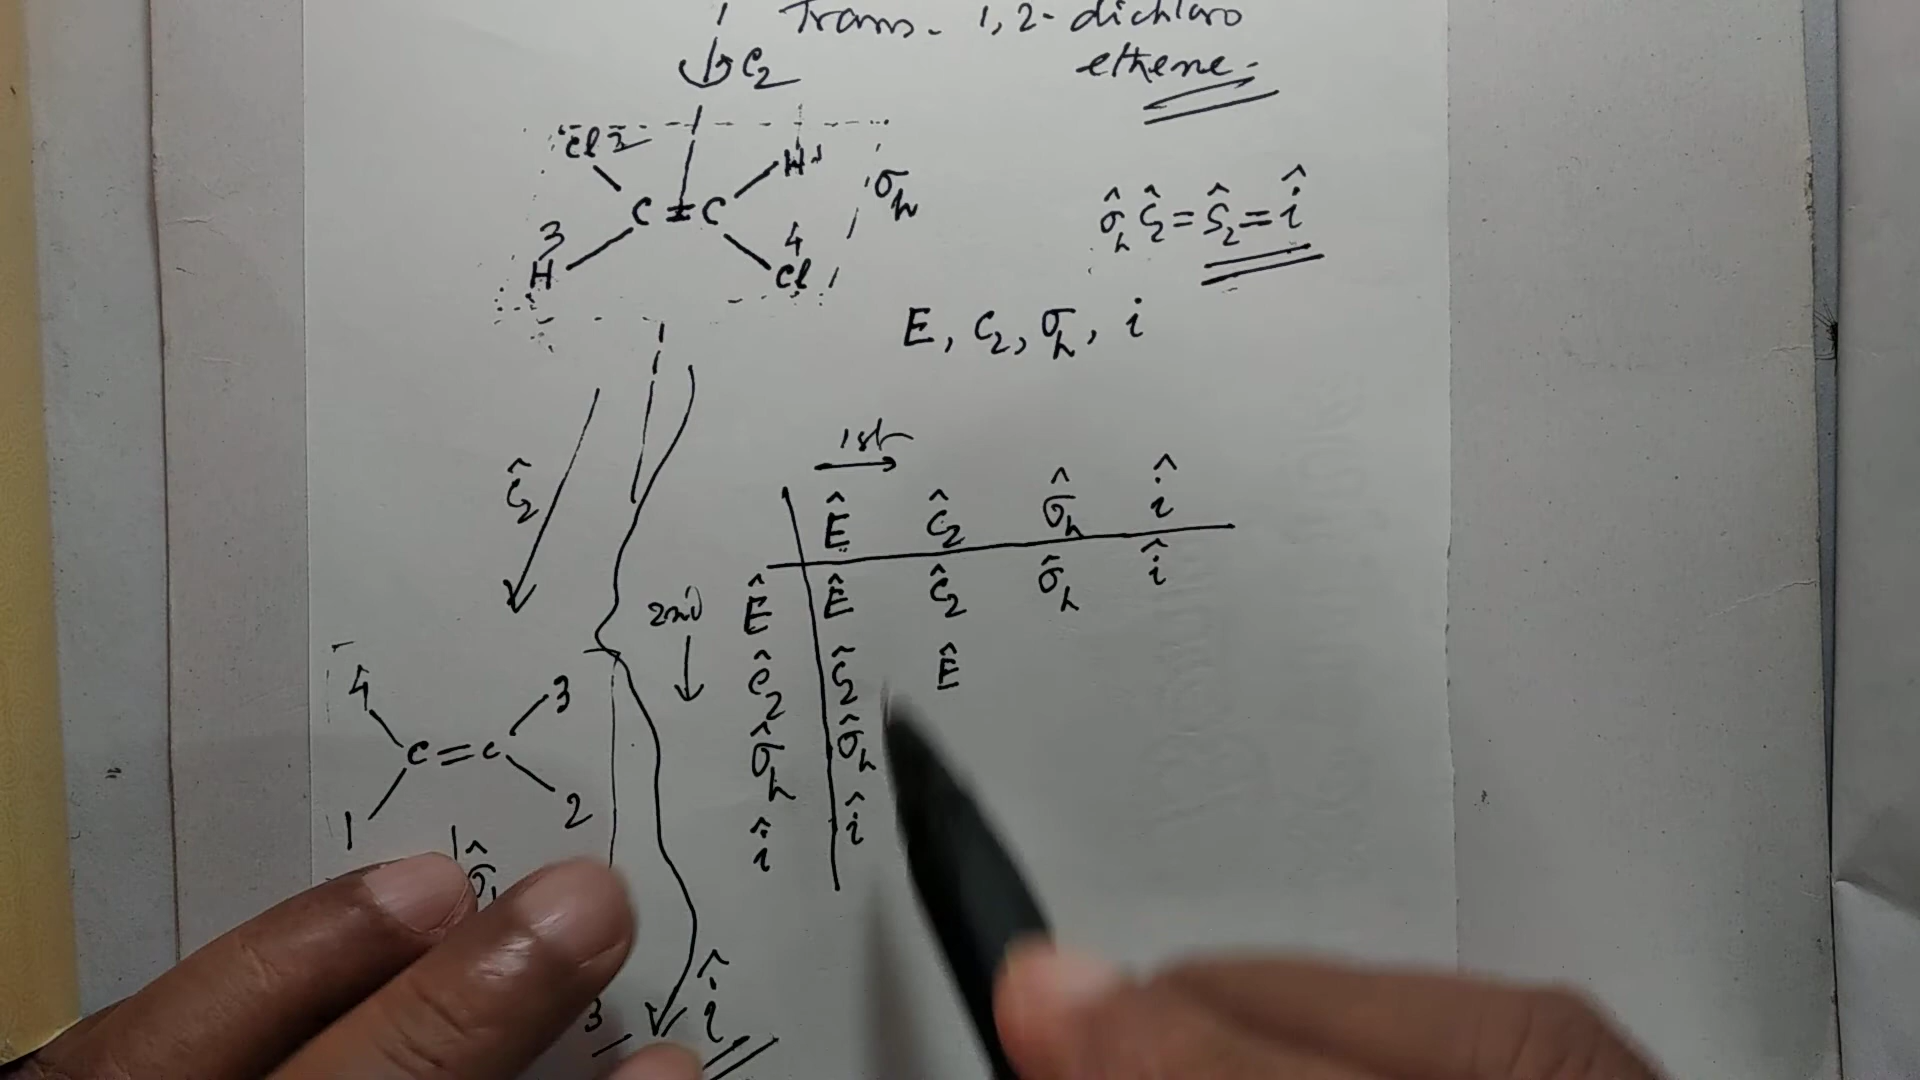 Trans- 1,2-dichloro
ethene-
C₂
Cl 2
H 1
σₕ
C=C
3
H
4
Cl
σ̂ₕ Ĉ₂ = Ŝ₂ = î
E, C₂, σₕ, i
1st
Ê Ĉ₂ σ̂ₕ î
Ĉ₂
2nd
Ê Ê Ĉ₂ σ̂ₕ î
Ĉ₂ Ĉ₂ Ê
σ̂ₕ σ̂ₕ
î î
4 3
C=C
1 2
3
î